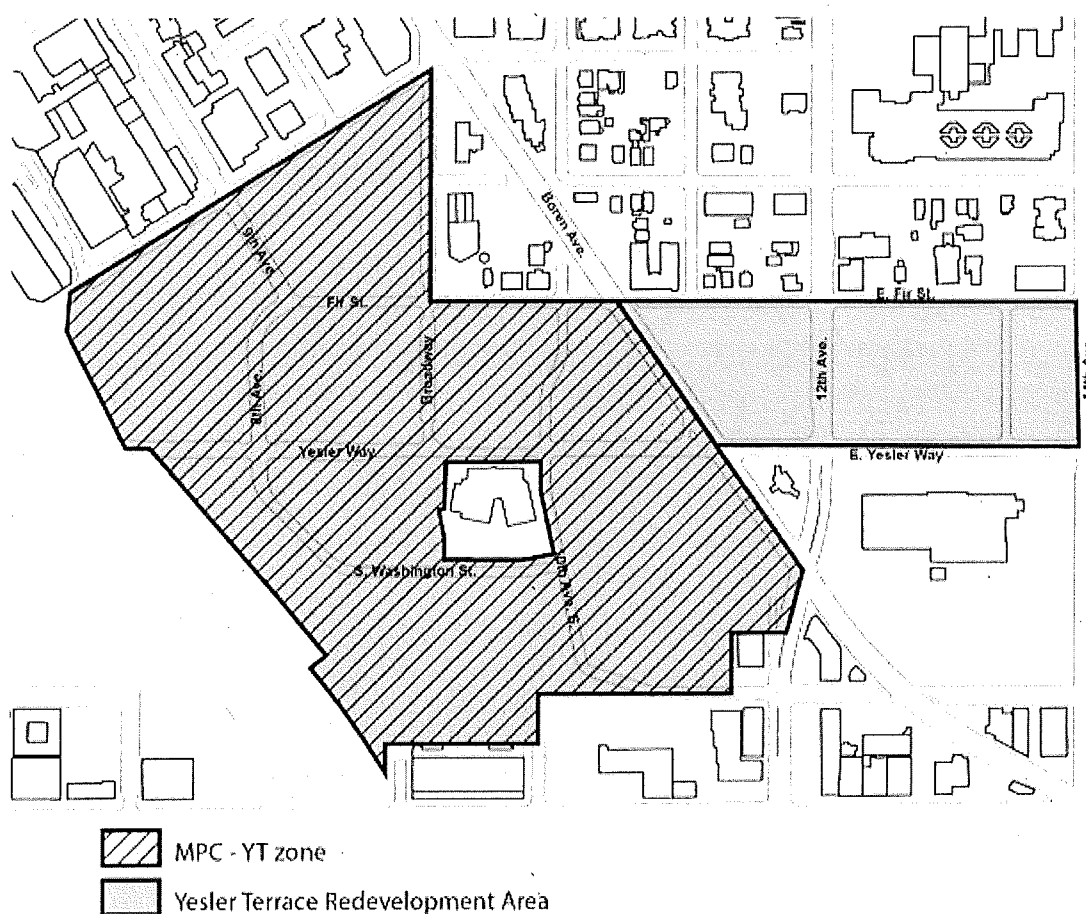 Boren Ave.
9th Ave.
Fir St.
E. Fir St.
8th Ave.
Broadway
12th Ave.
Yesler Way
E. Yesler Way
S. Washington St.
10th Ave. S.
MPC - YT zone
Yesler Terrace Redevelopment Area